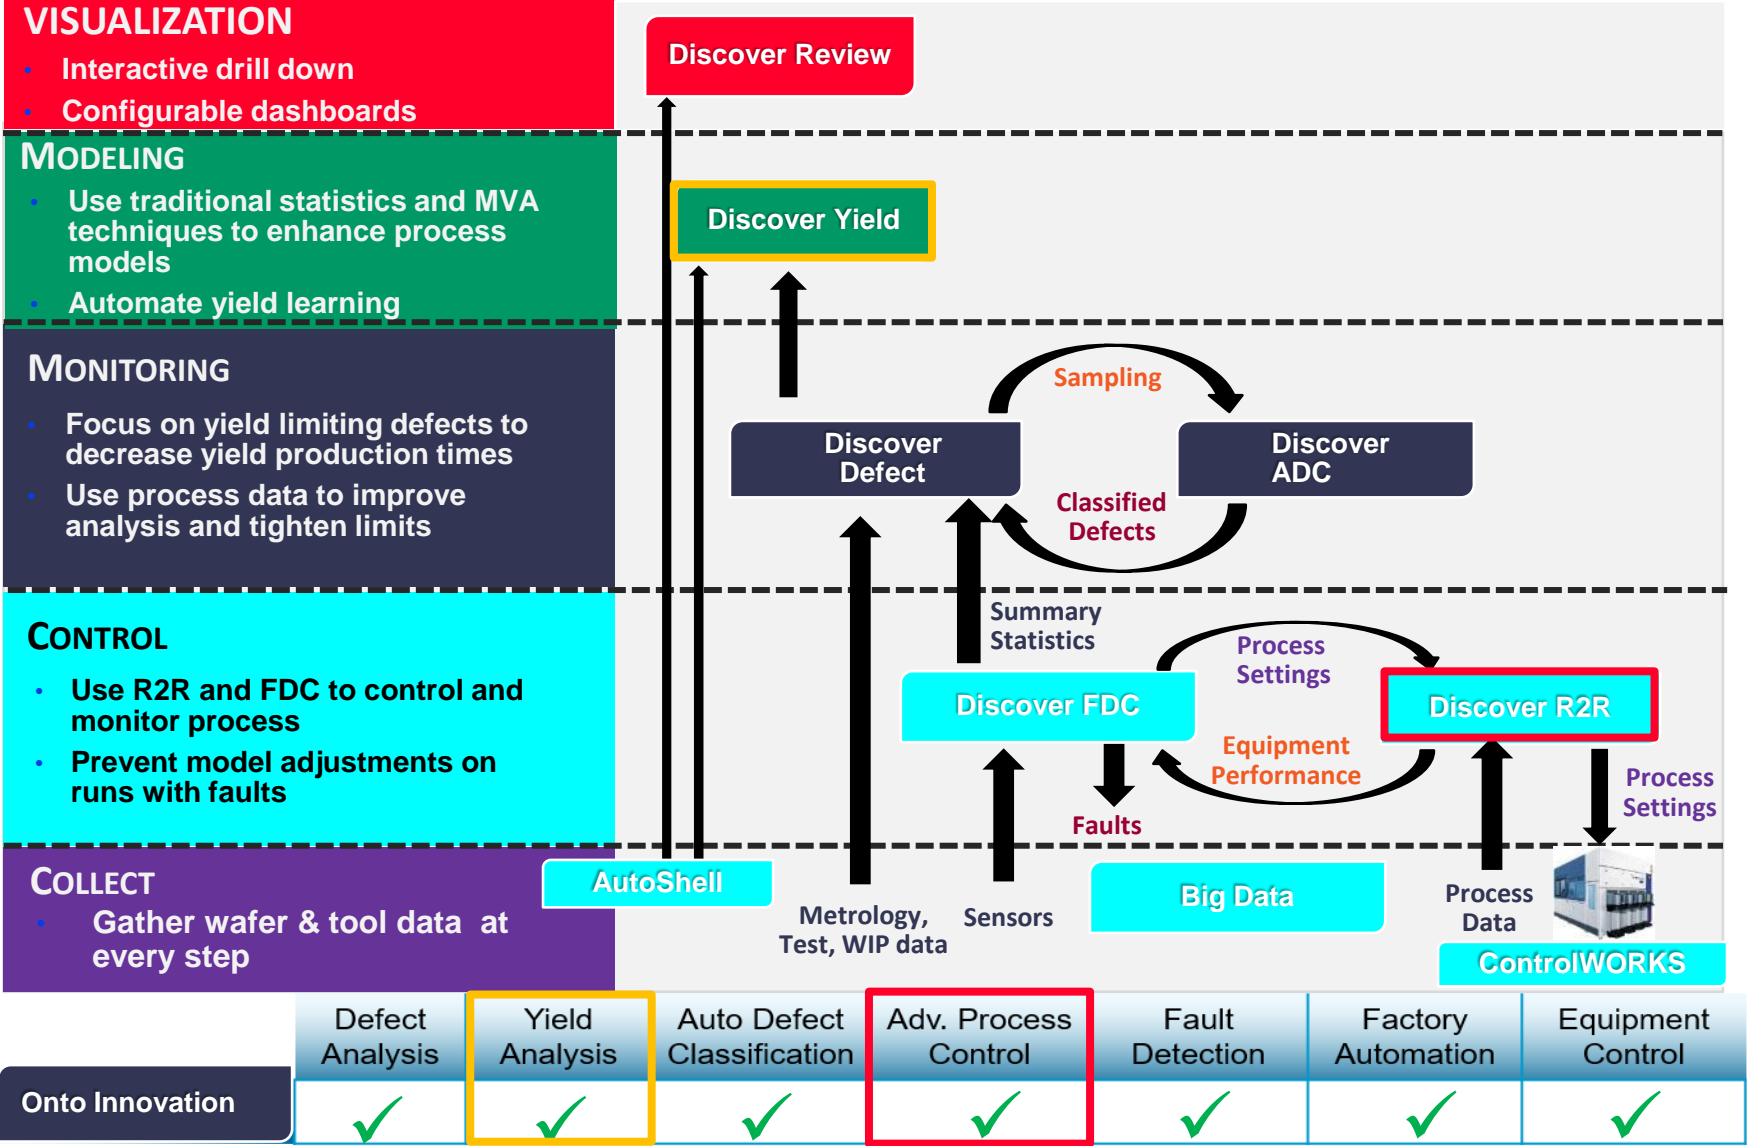 VISUALIZATION
• Interactive drill down
• Configurable dashboards
Discover Review
MODELING
• Use traditional statistics and MVA
techniques to enhance process
models
• Automate yield learning
Discover Yield
MONITORING
• Focus on yield limiting defects to
decrease yield production times
• Use process data to improve
analysis and tighten limits
Sampling
Discover
Defect
Discover
ADC
Classified
Defects
CONTROL
• Use R2R and FDC to control and
monitor process
• Prevent model adjustments on
runs with faults
Summary
Statistics
Process
Settings
Discover FDC
Discover R2R
Equipment
Performance
Process
Settings
Faults
COLLECT
• Gather wafer & tool data at
every step
AutoShell
Metrology,
Test, WIP data
Sensors
Big Data
Process
Data
ControlWORKS
Defect
Analysis
Yield
Analysis
Auto Defect
Classification
Adv. Process
Control
Fault
Detection
Factory
Automation
Equipment
Control
Onto Innovation